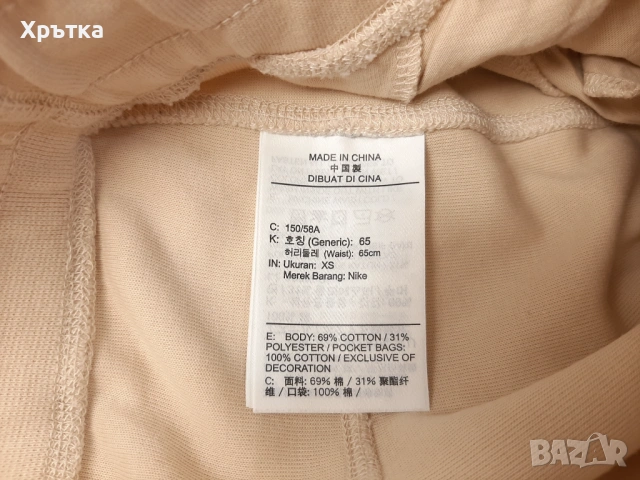 Хрътка
MADE IN CHINA
中国製
DIBUAT DI CINA
C: 150/58A
K: 호칭 (Generic): 65
허리둘레 (Waist): 65cm
IN: Ukuran: XS
Merek Barang: Nike
E: BODY: 69% COTTON / 31%
POLYESTER / POCKET BAGS:
100% COTTON / EXCLUSIVE OF
DECORATION
C: 面料: 69% 棉 / 31% 聚酯纤
维 / 口袋: 100% 棉 /
BAZAR